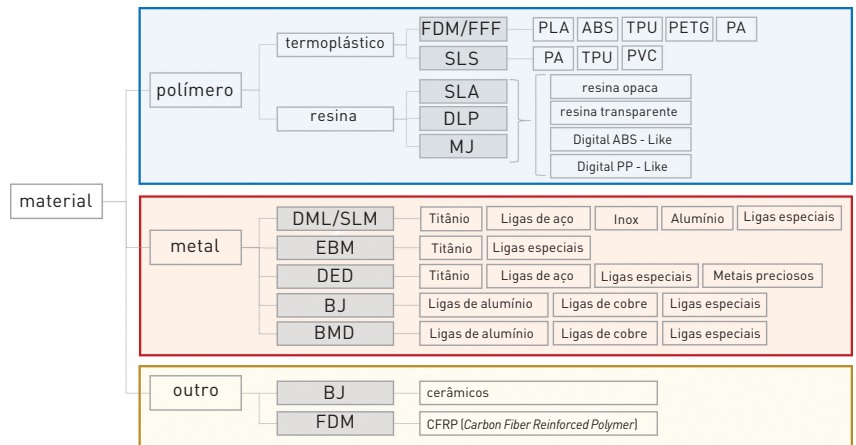 material
polímero
termoplástico
FDM/FFF
PLA
ABS
TPU
PETG
PA
SLS
PA
TPU
PVC
resina
SLA
DLP
MJ
resina opaca
resina transparente
Digital ABS - Like
Digital PP - Like
metal
DML/SLM
Titânio
Ligas de aço
Inox
Alumínio
Ligas especiais
EBM
Titânio
Ligas especiais
DED
Titânio
Ligas de aço
Ligas especiais
Metais preciosos
BJ
Ligas de alumínio
Ligas de cobre
Ligas especiais
BMD
Ligas de alumínio
Ligas de cobre
Ligas especiais
outro
BJ
cerâmicos
FDM
CFRP (Carbon Fiber Reinforced Polymer)